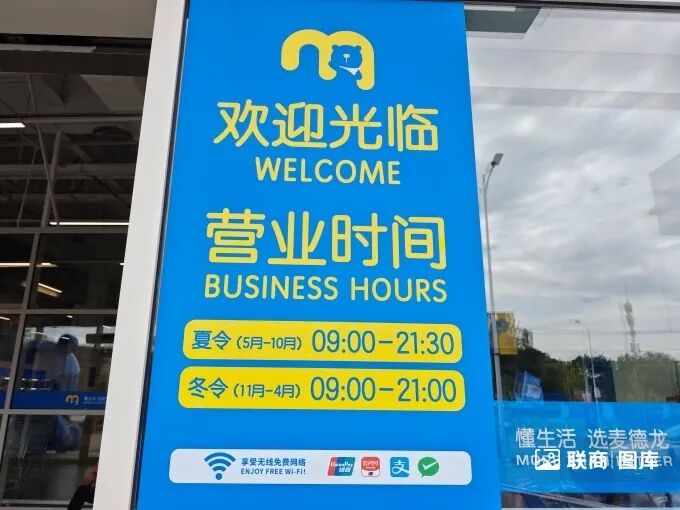 欢迎光临
WELCOME
营业时间
BUSINESS HOURS
夏令（5月-10月） 09:00-21:30
冬令（11月-4月） 09:00-21:00
享受无线免费网络
ENJOY FREE Wi-Fi!
UnionPay
银联
懂生活 选麦德龙
联商图库